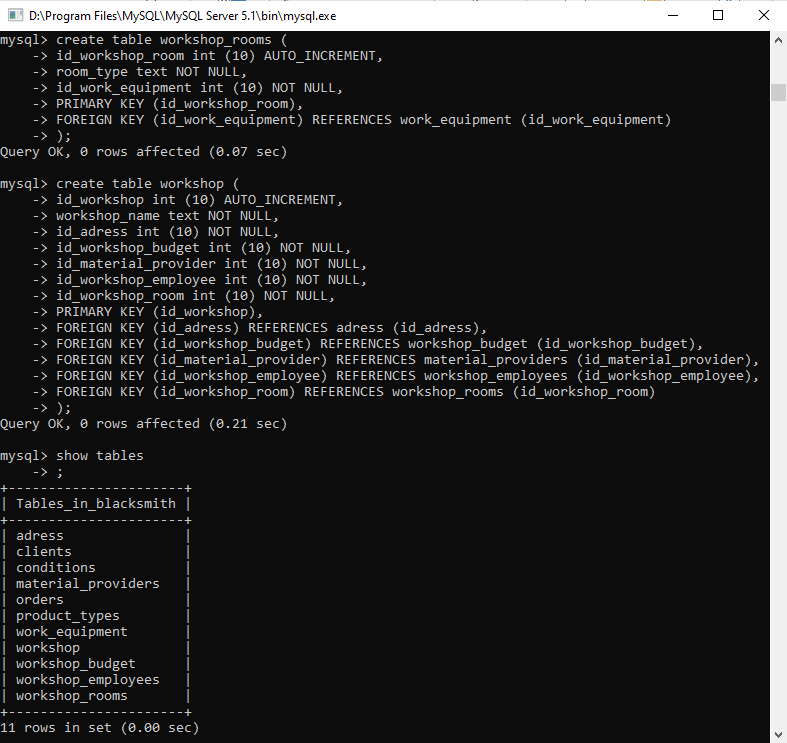 D:\Program Files\MySQL\MySQL Server 5.1\bin\mysql.exe
mysql> create table workshop_rooms (
    -> id_workshop_room int (10) AUTO_INCREMENT,
    -> room_type text NOT NULL,
    -> id_work_equipment int (10) NOT NULL,
    -> PRIMARY KEY (id_workshop_room),
    -> FOREIGN KEY (id_work_equipment) REFERENCES work_equipment (id_work_equipment)
    -> );
Query OK, 0 rows affected (0.07 sec)

mysql> create table workshop (
    -> id_workshop int (10) AUTO_INCREMENT,
    -> workshop_name text NOT NULL,
    -> id_adress int (10) NOT NULL,
    -> id_workshop_budget int (10) NOT NULL,
    -> id_material_provider int (10) NOT NULL,
    -> id_workshop_employee int (10) NOT NULL,
    -> id_workshop_room int (10) NOT NULL,
    -> PRIMARY KEY (id_workshop),
    -> FOREIGN KEY (id_adress) REFERENCES adress (id_adress),
    -> FOREIGN KEY (id_workshop_budget) REFERENCES workshop_budget (id_workshop_budget),
    -> FOREIGN KEY (id_material_provider) REFERENCES material_providers (id_material_provider),
    -> FOREIGN KEY (id_workshop_employee) REFERENCES workshop_employees (id_workshop_employee),
    -> FOREIGN KEY (id_workshop_room) REFERENCES workshop_rooms (id_workshop_room)
    -> );
Query OK, 0 rows affected (0.21 sec)

mysql> show tables
    -> ;
+----------------------+
| Tables_in_blacksmith |
+----------------------+
| adress               |
| clients              |
| conditions           |
| material_providers   |
| orders               |
| product_types        |
| work_equipment       |
| workshop             |
| workshop_budget      |
| workshop_employees   |
| workshop_rooms       |
+----------------------+
11 rows in set (0.00 sec)